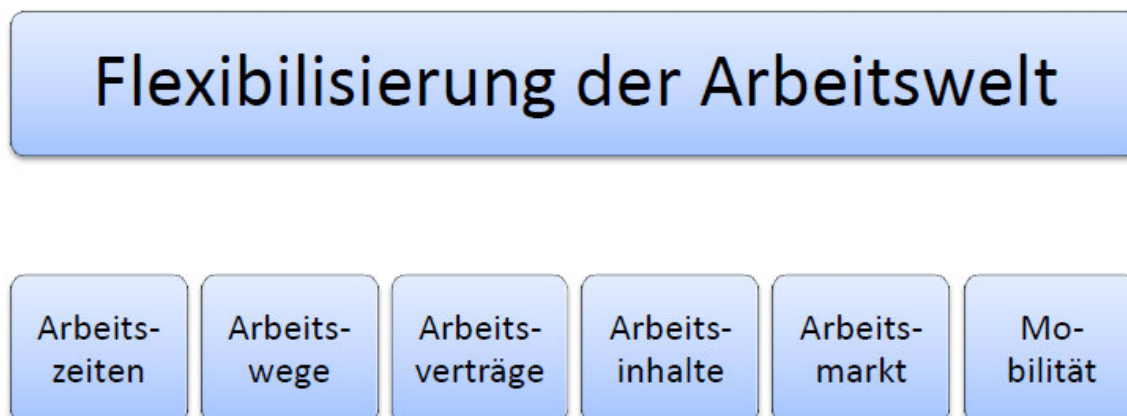 Flexibilisierung der Arbeitswelt
Arbeits-
zeiten
Arbeits-
wege
Arbeits-
verträge
Arbeits-
inhalte
Arbeits-
markt
Mo-
bilität